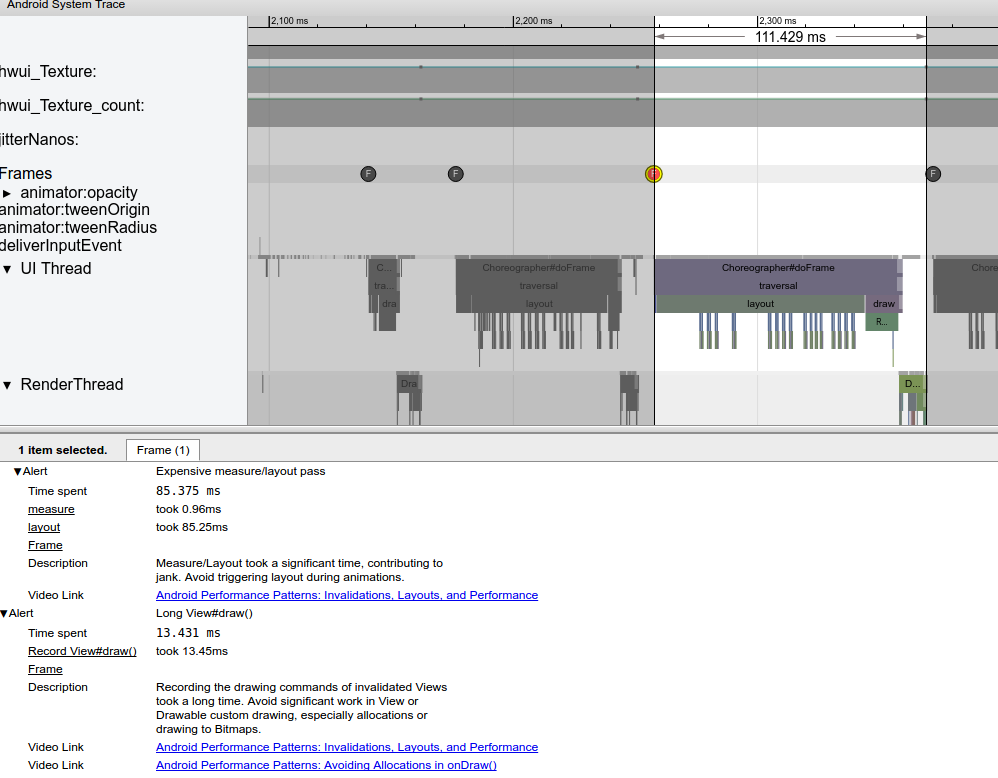 Android System Trace
2,100 ms 2,200 ms 2,300 ms
111.429 ms
hwui_Texture:
hwui_Texture_count:
jitterNanos:
Frames F F F F
▸ animator:opacity
animator:tweenOrigin
animator:tweenRadius
deliverInputEvent
▼ UI Thread C... Choreographer#doFrame Choreographer#doFrame Chore
tra... traversal traversal
dra layout layout draw
R...
▼ RenderThread Dra D...
1 item selected. Frame (1)
▼Alert Expensive measure/layout pass
Time spent 85.375 ms
measure took 0.96ms
layout took 85.25ms
Frame
Description Measure/Layout took a significant time, contributing to
jank. Avoid triggering layout during animations.
Video Link Android Performance Patterns: Invalidations, Layouts, and Performance
▼Alert Long View#draw()
Time spent 13.431 ms
Record View#draw() took 13.45ms
Frame
Description Recording the drawing commands of invalidated Views
took a long time. Avoid significant work in View or
Drawable custom drawing, especially allocations or
drawing to Bitmaps.
Video Link Android Performance Patterns: Invalidations, Layouts, and Performance
Video Link Android Performance Patterns: Avoiding Allocations in onDraw()